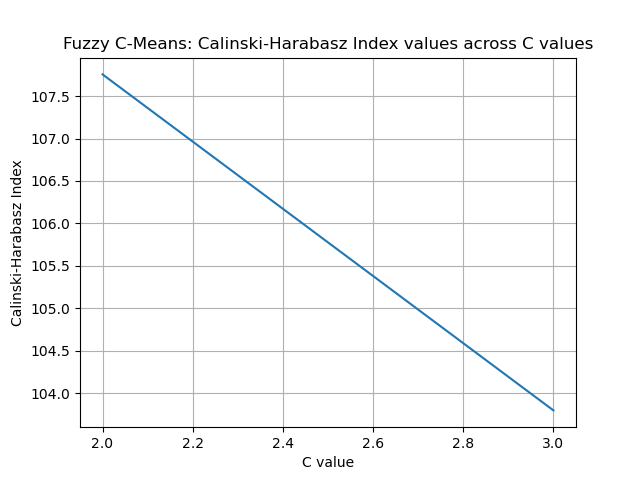 Fuzzy C-Means: Calinski-Harabasz Index values across C values
107.5
107.0
106.5
106.0
105.5
105.0
104.5
104.0
Calinski-Harabasz Index
2.0 2.2 2.4 2.6 2.8 3.0
C value